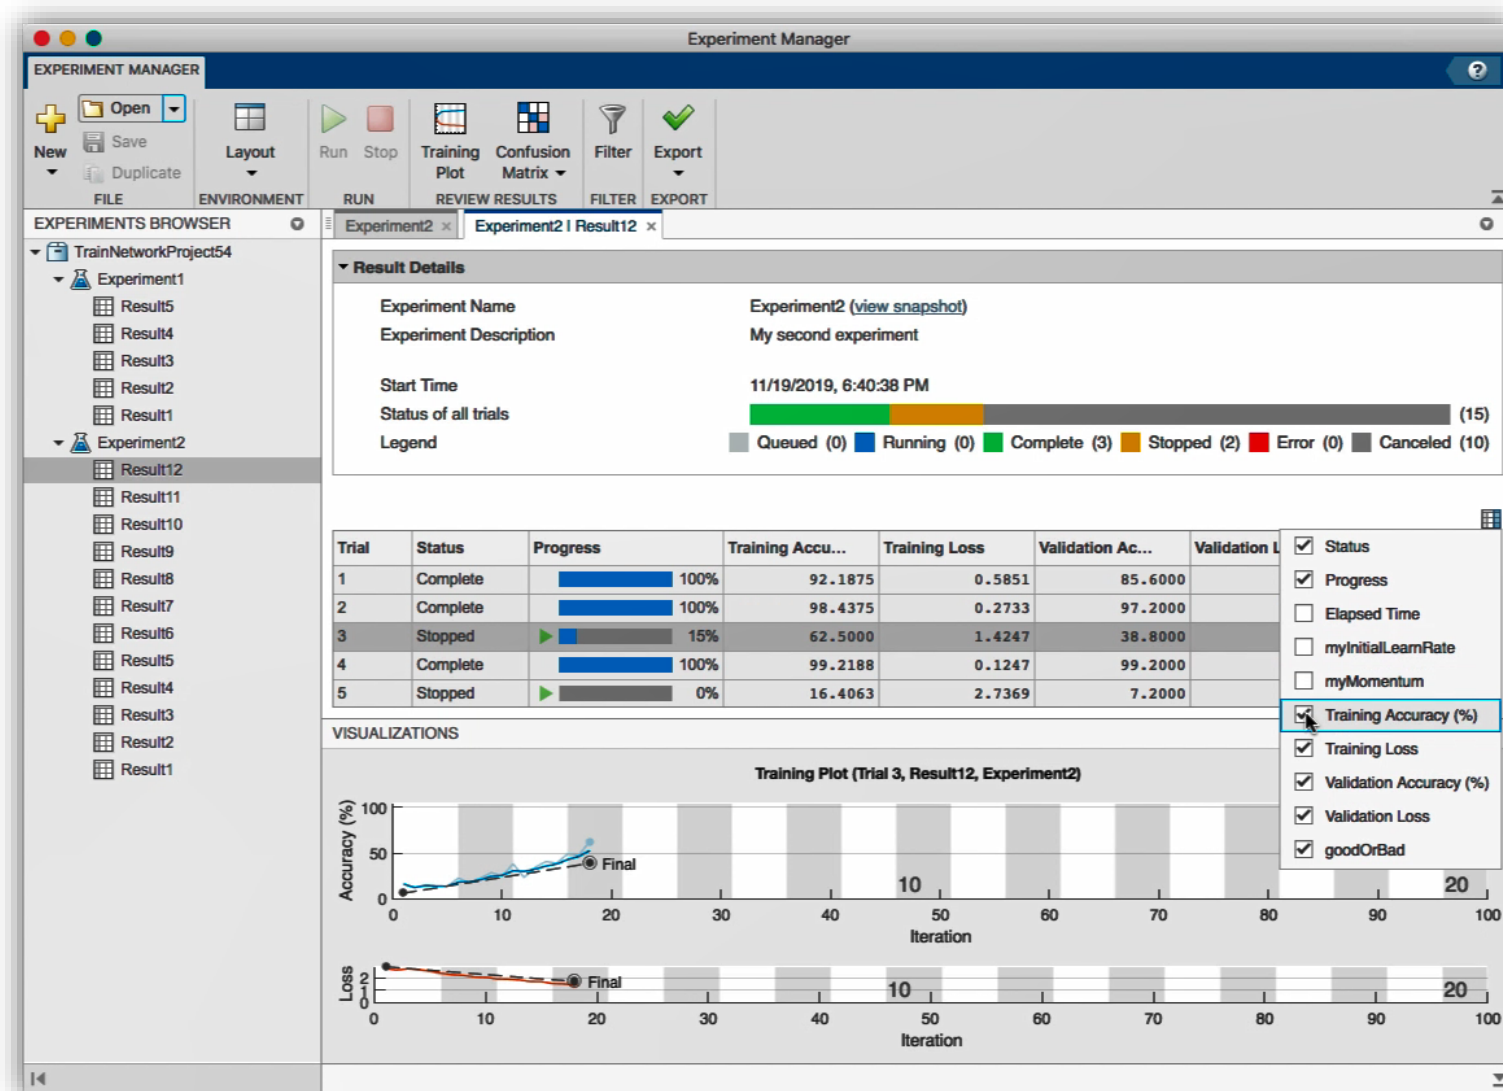 Experiment Manager
EXPERIMENT MANAGER
?
New
Open
Save
Duplicate
FILE
Layout
ENVIRONMENT
Run Stop
RUN
Training Plot
Confusion Matrix
REVIEW RESULTS
Filter
FILTER
Export
EXPORT
EXPERIMENTS BROWSER
TrainNetworkProject54
Experiment1
Result5
Result4
Result3
Result2
Result1
Experiment2
Result12
Result11
Result10
Result9
Result8
Result7
Result6
Result5
Result4
Result3
Result2
Result1
Experiment2 × Experiment2 | Result12 ×
Result Details
Experiment Name Experiment2 (view snapshot)
Experiment Description My second experiment
Start Time 11/19/2019, 6:40:38 PM
Status of all trials (15)
Legend Queued (0) Running (0) Complete (3) Stopped (2) Error (0) Canceled (10)
Trial Status Progress Training Accu... Training Loss Validation Ac... Validation L
1 Complete 100% 92.1875 0.5851 85.6000
2 Complete 100% 98.4375 0.2733 97.2000
3 Stopped 15% 62.5000 1.4247 38.8000
4 Complete 100% 99.2188 0.1247 99.2000
5 Stopped 0% 16.4063 2.7369 7.2000
Status
Progress
Elapsed Time
myInitialLearnRate
myMomentum
Training Accuracy (%)
Training Loss
Validation Accuracy (%)
Validation Loss
goodOrBad
VISUALIZATIONS
Training Plot (Trial 3, Result12, Experiment2)
Accuracy (%)
100
50
0
Final
10 20
0 10 20 30 40 50 60 70 80 90 100
Iteration
Loss
2
1
0
Final
10 20
0 10 20 30 40 50 60 70 80 90 100
Iteration